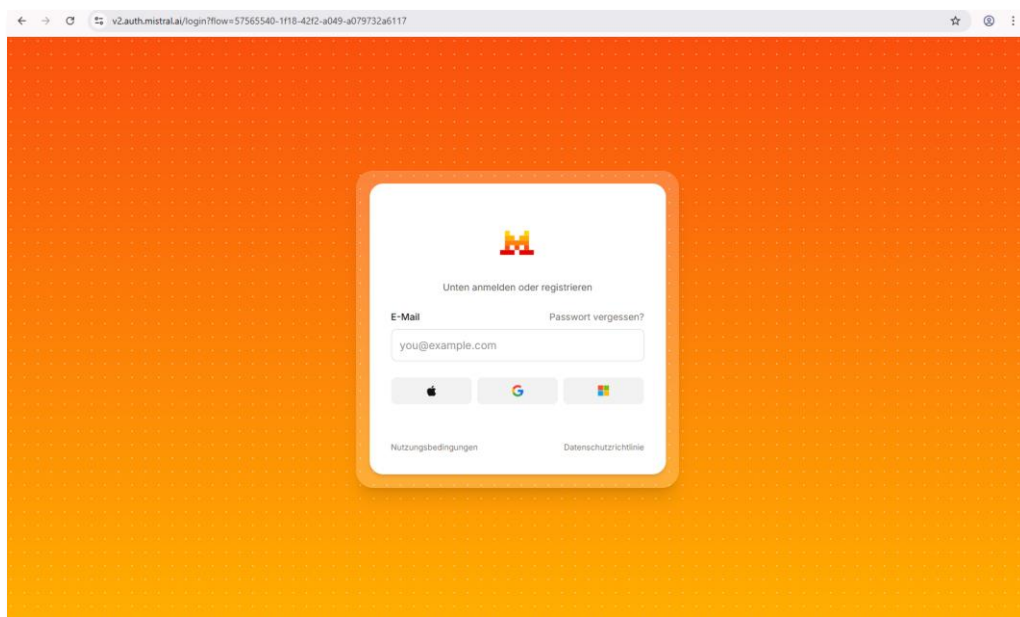 v2.auth.mistral.ai/login?flow=57565540-1f18-42f2-a049-a079732a6117
Unten anmelden oder registrieren
E-Mail Passwort vergessen?
you@example.com
Nutzungsbedingungen Datenschutzrichtlinie